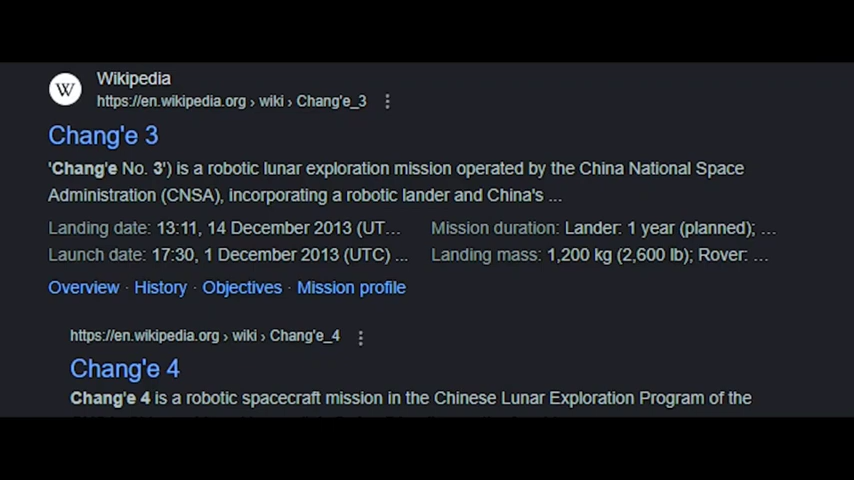 W
Wikipedia
https://en.wikipedia.org › wiki › Chang'e_3
Chang'e 3
'Chang'e No. 3') is a robotic lunar exploration mission operated by the China National Space
Administration (CNSA), incorporating a robotic lander and China's ...
Landing date: 13:11, 14 December 2013 (UT... Mission duration: Lander: 1 year (planned); ...
Launch date: 17:30, 1 December 2013 (UTC) ... Landing mass: 1,200 kg (2,600 lb); Rover: ...
Overview · History · Objectives · Mission profile
https://en.wikipedia.org › wiki › Chang'e_4
Chang'e 4
Chang'e 4 is a robotic spacecraft mission in the Chinese Lunar Exploration Program of the